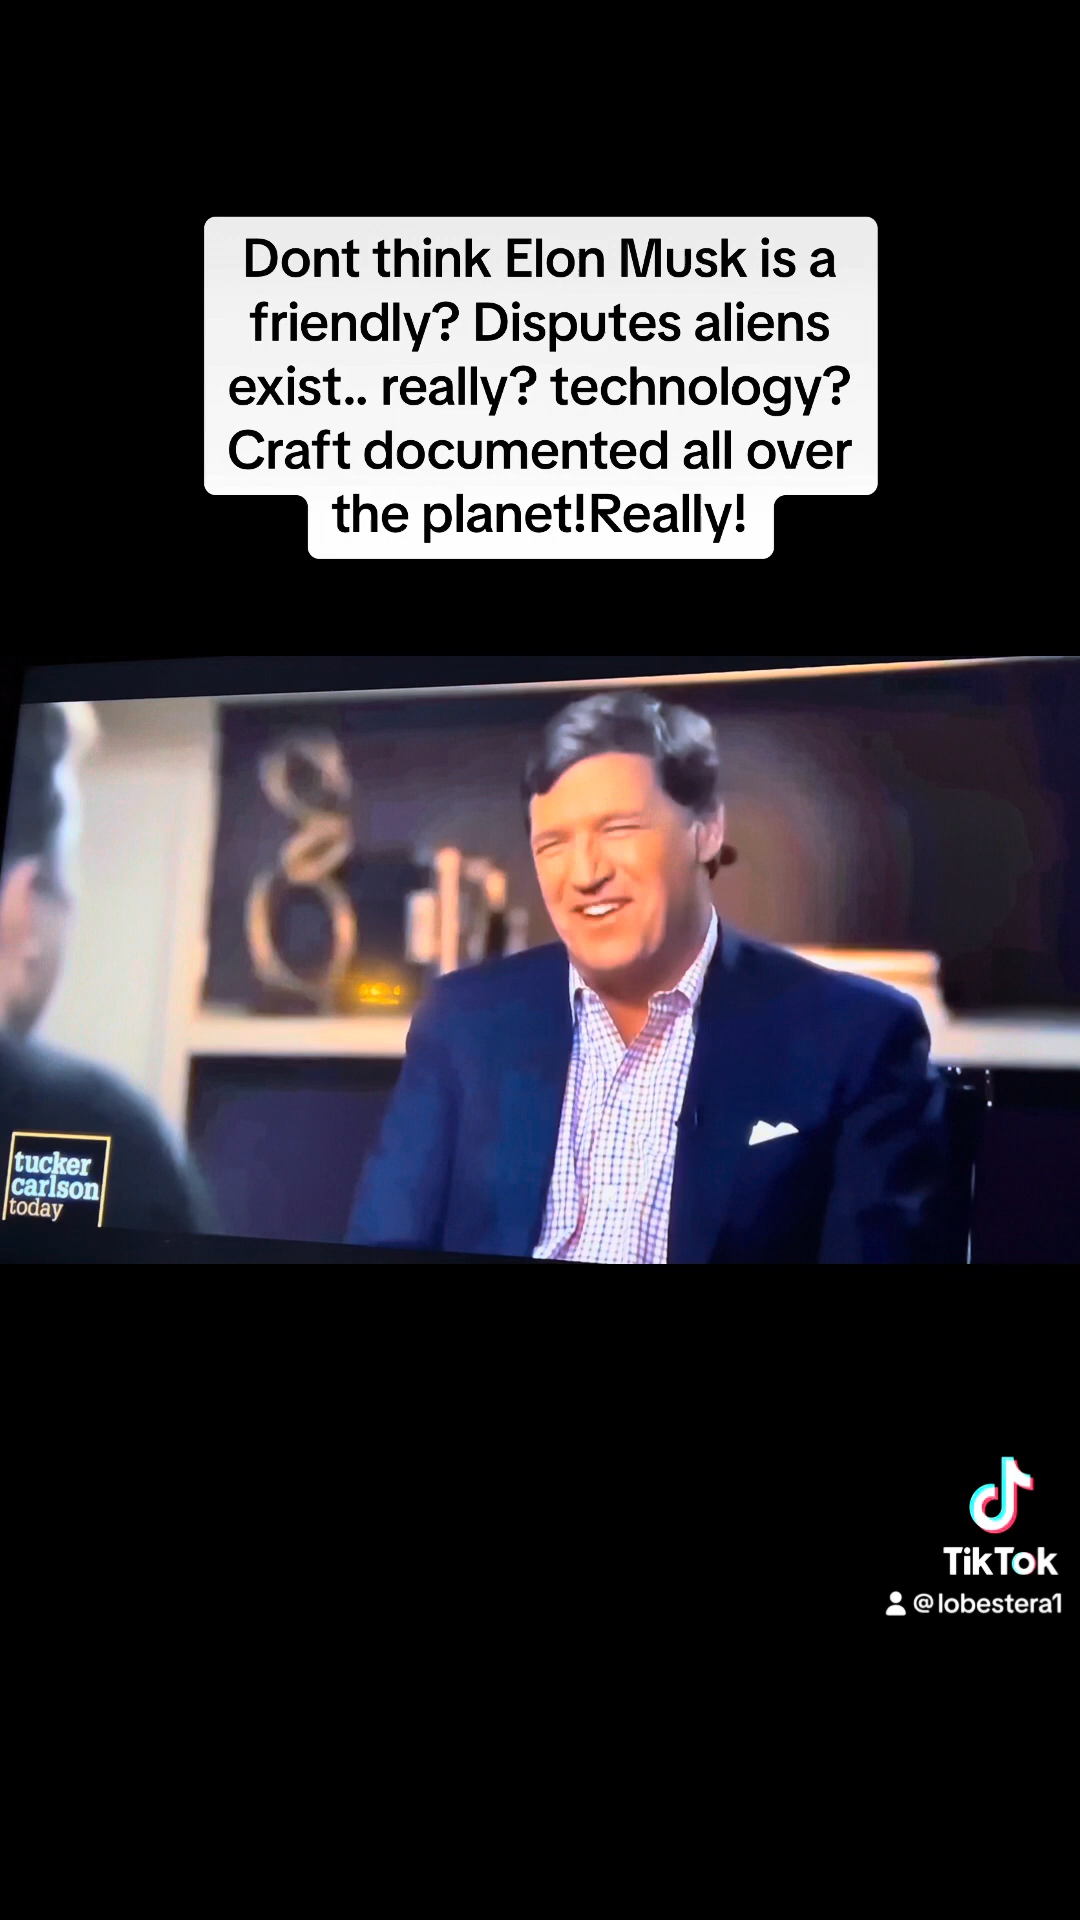 Dont think Elon Musk is a
friendly? Disputes aliens
exist.. really? technology?
Craft documented all over
the planet!Really!
tucker
carlson
today
TikTok
@lobestera1